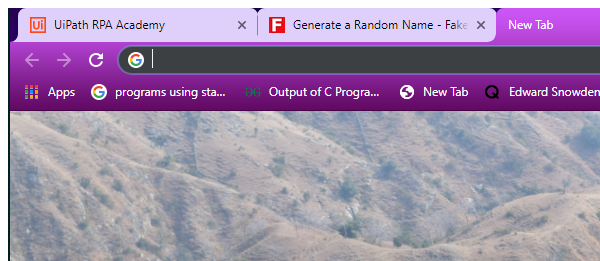 UiPath RPA Academy
Generate a Random Name - Fake
New Tab
Apps
programs using sta...
Output of C Progra...
New Tab
Edward Snowden